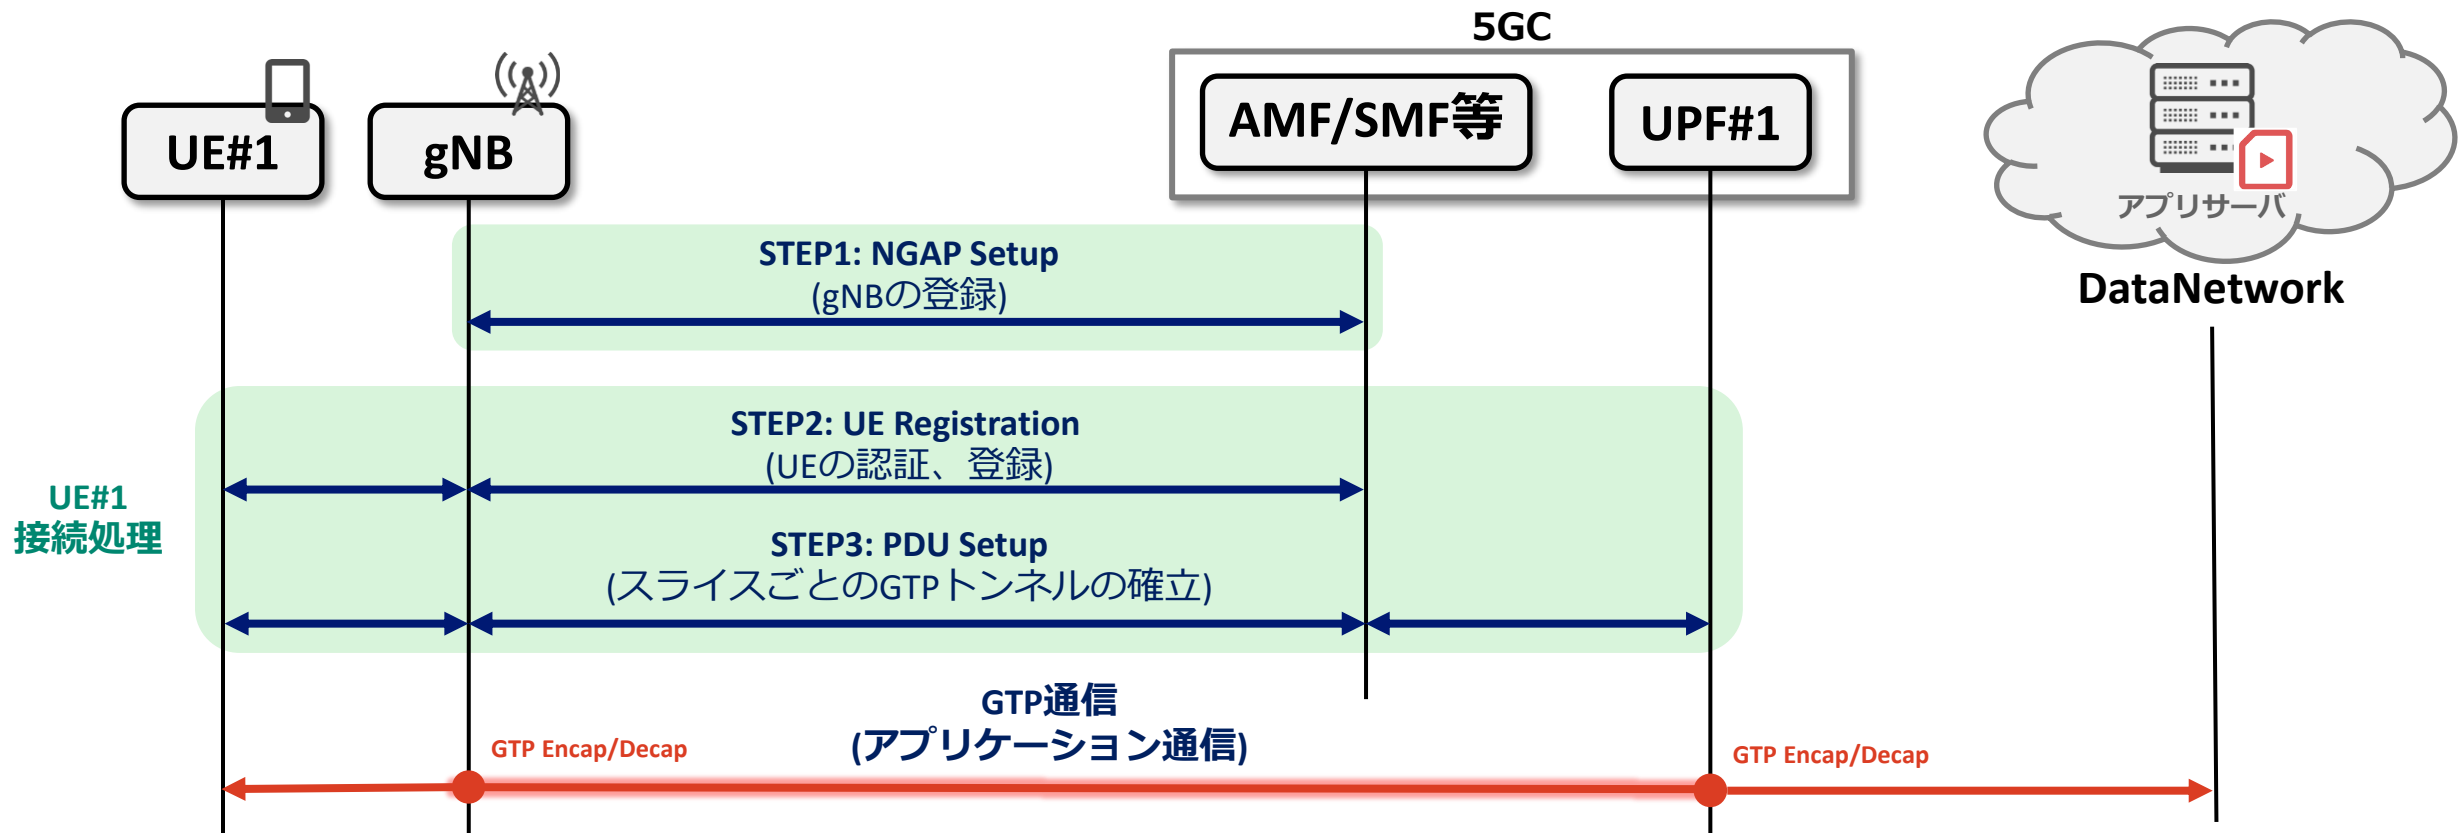 5GC
UE#1
gNB
AMF/SMF等
UPF#1
アプリサーバ
DataNetwork
STEP1: NGAP Setup
(gNBの登録)
STEP2: UE Registration
(UEの認証、登録)
UE#1
接続処理
STEP3: PDU Setup
(スライスごとのGTPトンネルの確立)
GTP通信
(アプリケーション通信)
GTP Encap/Decap
GTP Encap/Decap